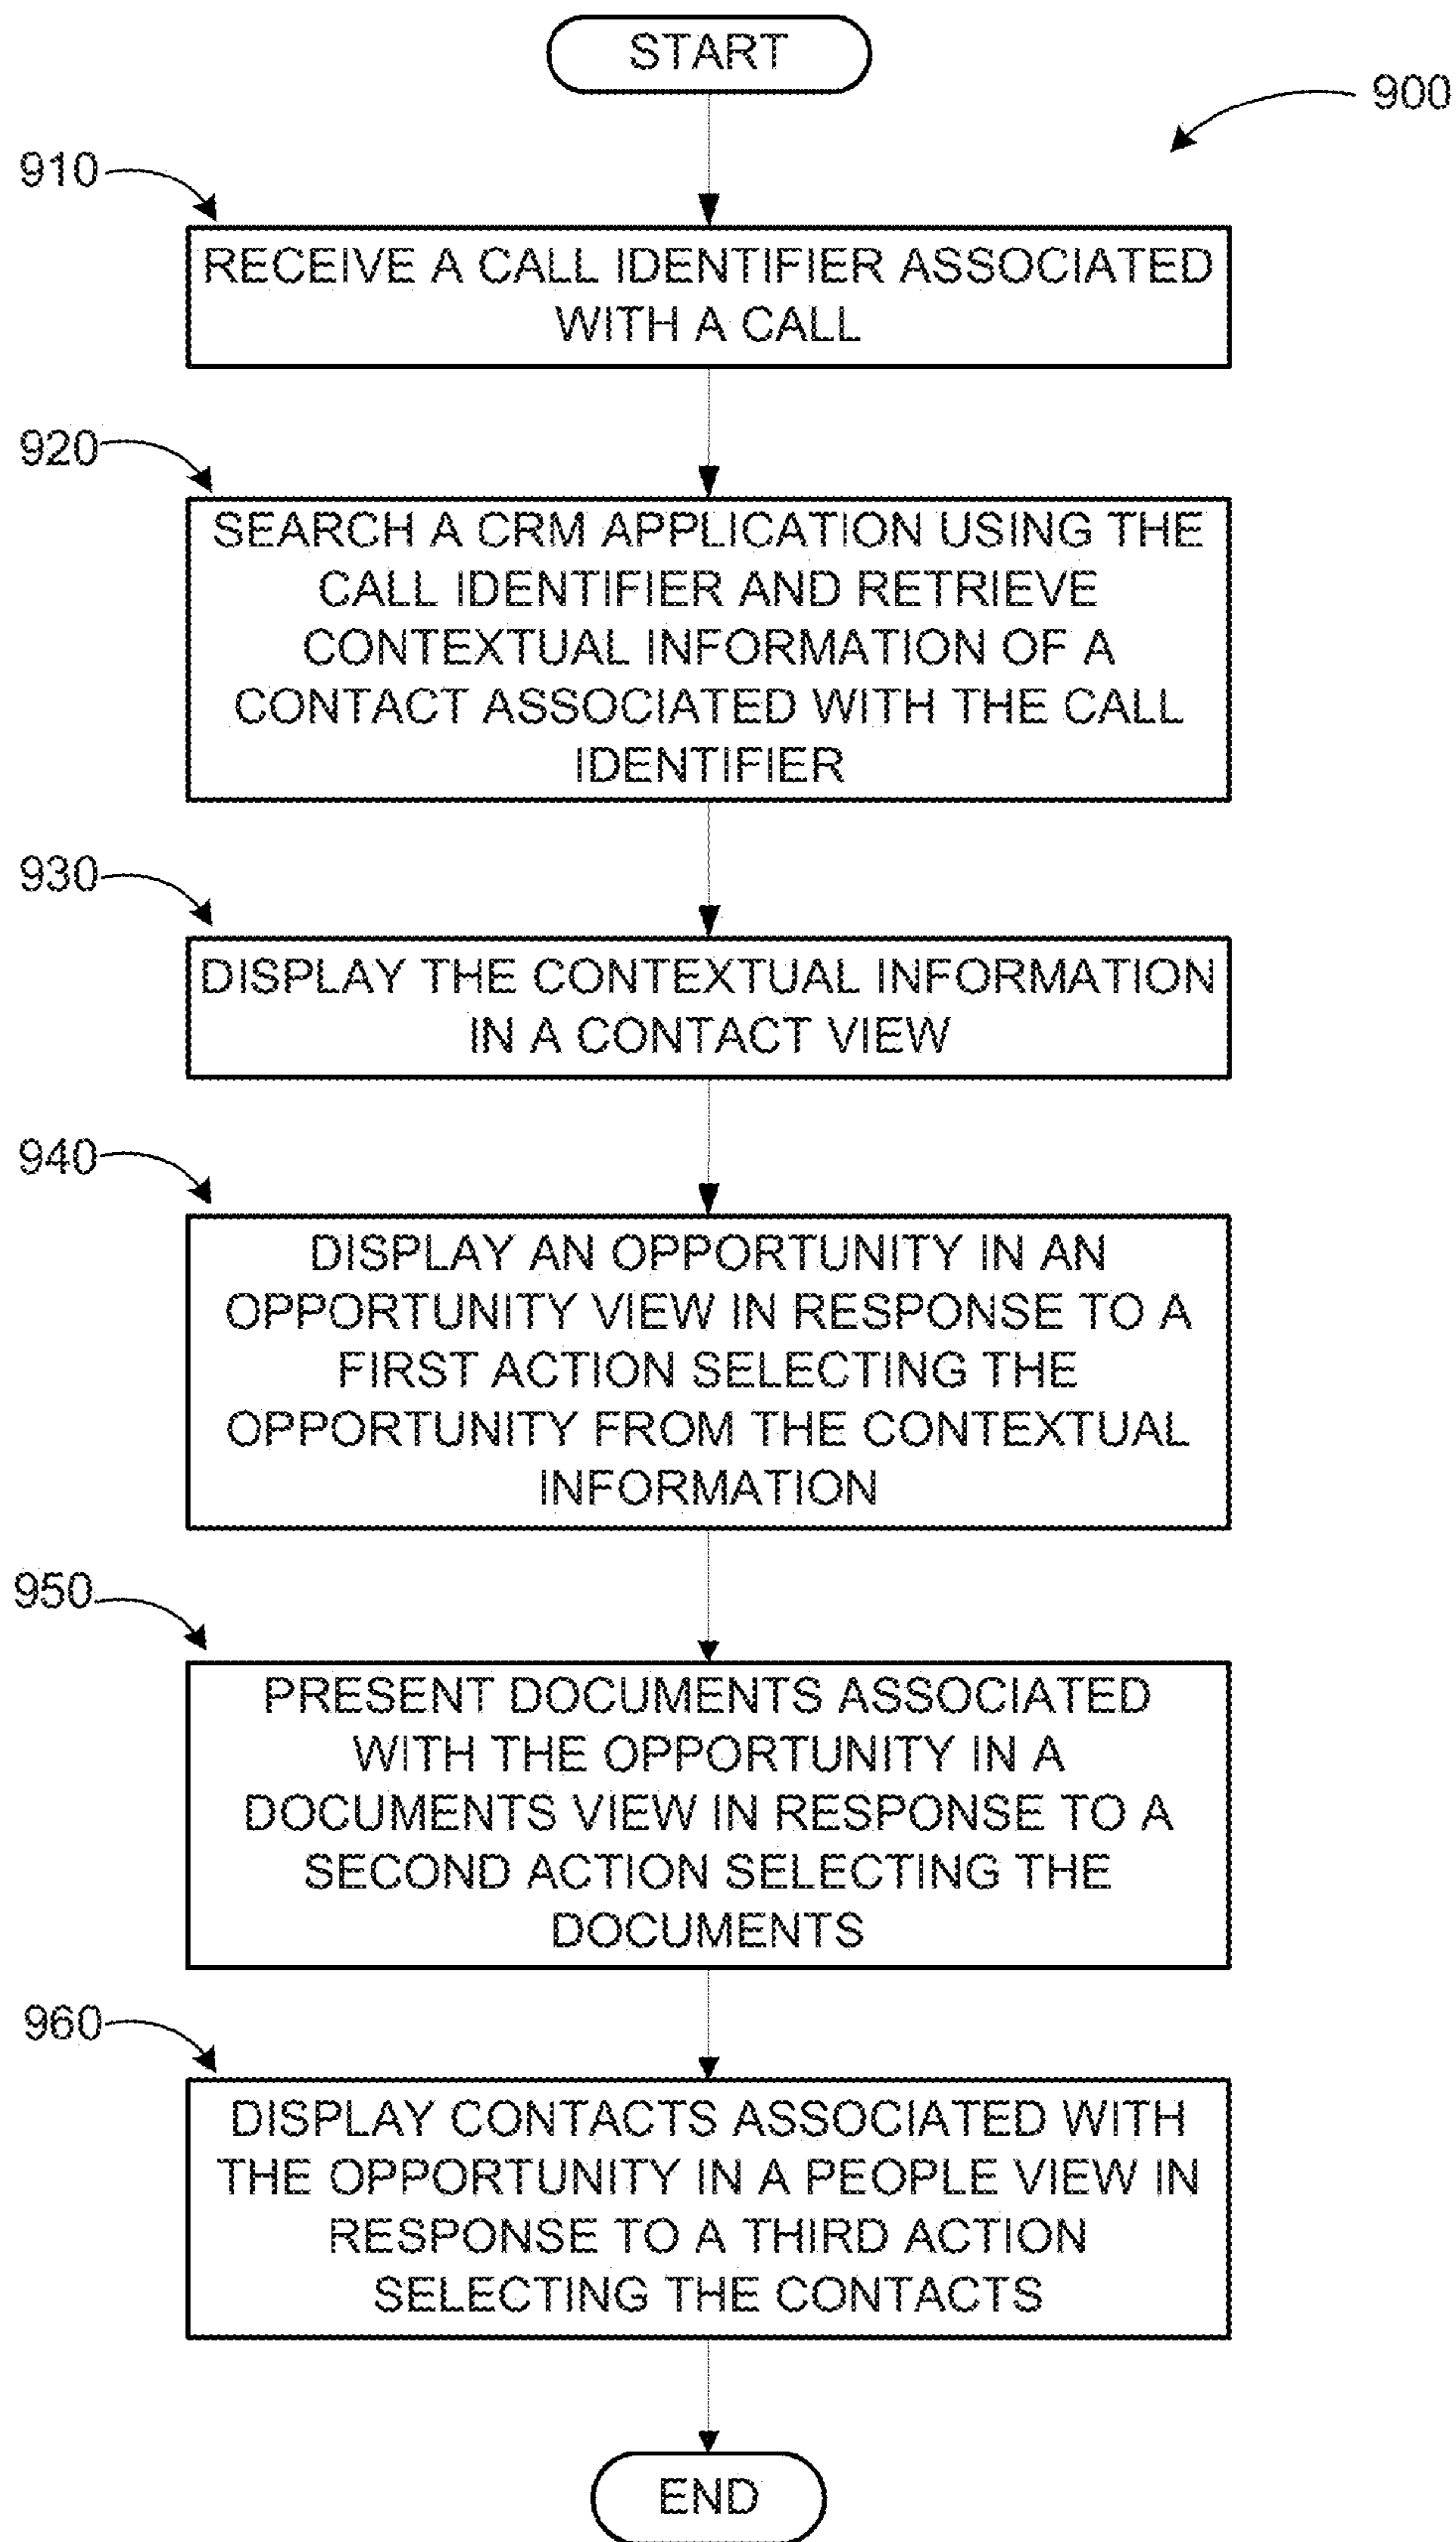 START
900
910
RECEIVE A CALL IDENTIFIER ASSOCIATED
WITH A CALL
920
SEARCH A CRM APPLICATION USING THE
CALL IDENTIFIER AND RETRIEVE
CONTEXTUAL INFORMATION OF A
CONTACT ASSOCIATED WITH THE CALL
IDENTIFIER
930
DISPLAY THE CONTEXTUAL INFORMATION
IN A CONTACT VIEW
940
DISPLAY AN OPPORTUNITY IN AN
OPPORTUNITY VIEW IN RESPONSE TO A
FIRST ACTION SELECTING THE
OPPORTUNITY FROM THE CONTEXTUAL
INFORMATION
950
PRESENT DOCUMENTS ASSOCIATED
WITH THE OPPORTUNITY IN A
DOCUMENTS VIEW IN RESPONSE TO A
SECOND ACTION SELECTING THE
DOCUMENTS
960
DISPLAY CONTACTS ASSOCIATED WITH
THE OPPORTUNITY IN A PEOPLE VIEW IN
RESPONSE TO A THIRD ACTION
SELECTING THE CONTACTS
END